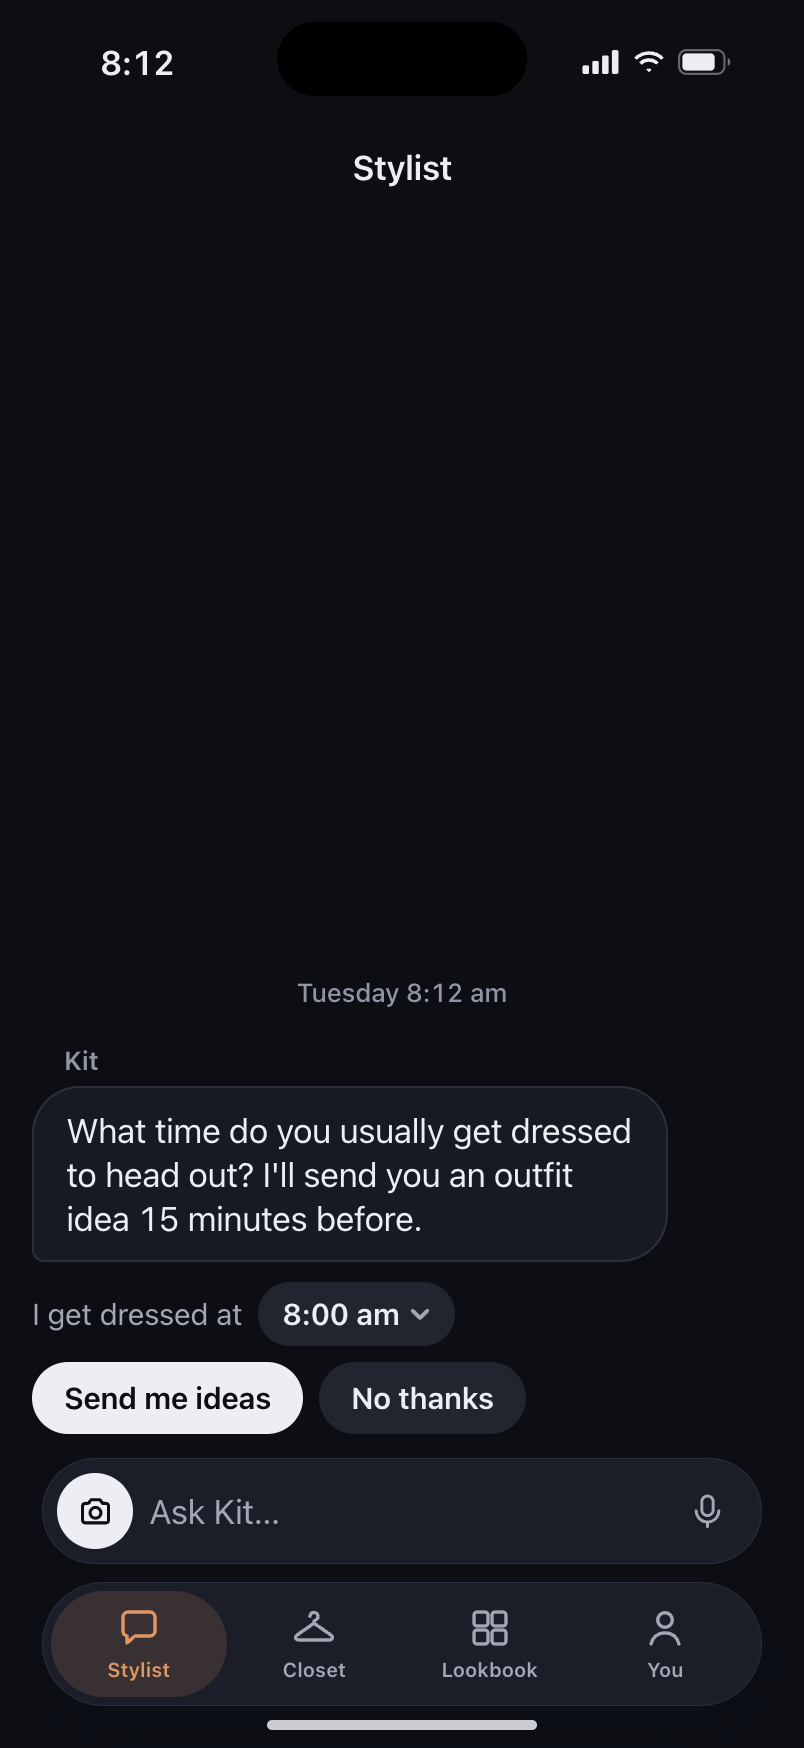 8:12
Stylist
Tuesday 8:12 am
Kit
What time do you usually get dressed
to head out? I'll send you an outfit
idea 15 minutes before.
I get dressed at 8:00 am
Send me ideas No thanks
Ask Kit...
Stylist Closet Lookbook You